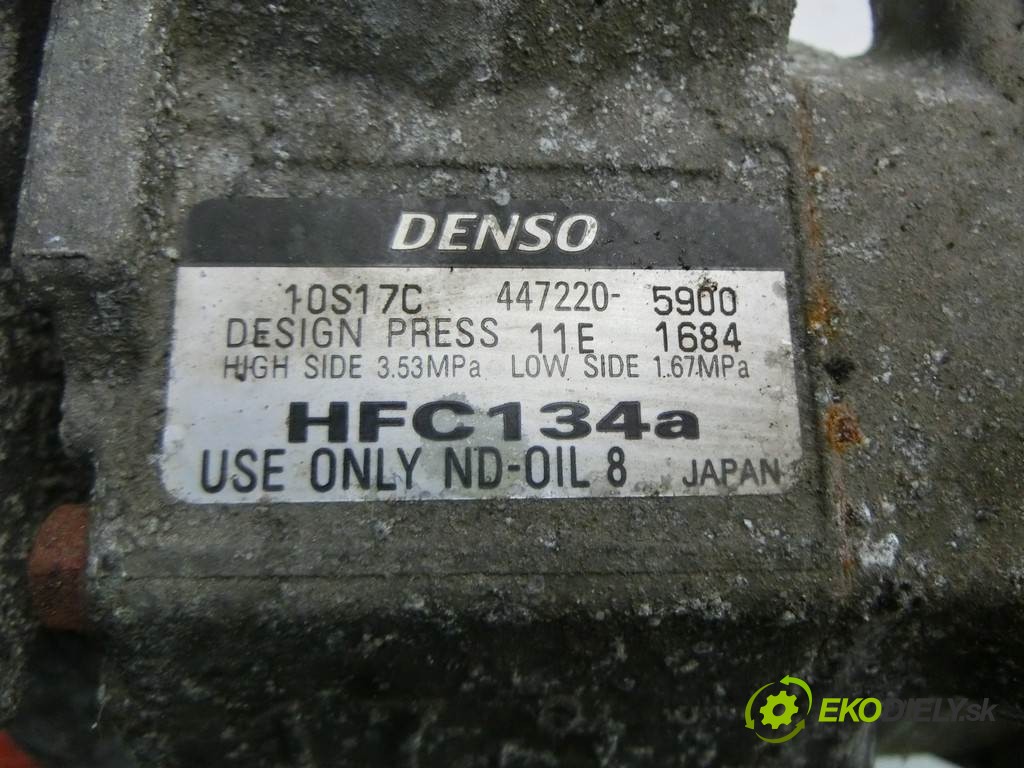 DENSO
10S17C 447220- 5900
DESIGN PRESS 11E 1684
HIGH SIDE 3.53MPa LOW SIDE 1.67MPa
HFC134a
USE ONLY ND-OIL 8 JAPAN
EKODIELY.sk